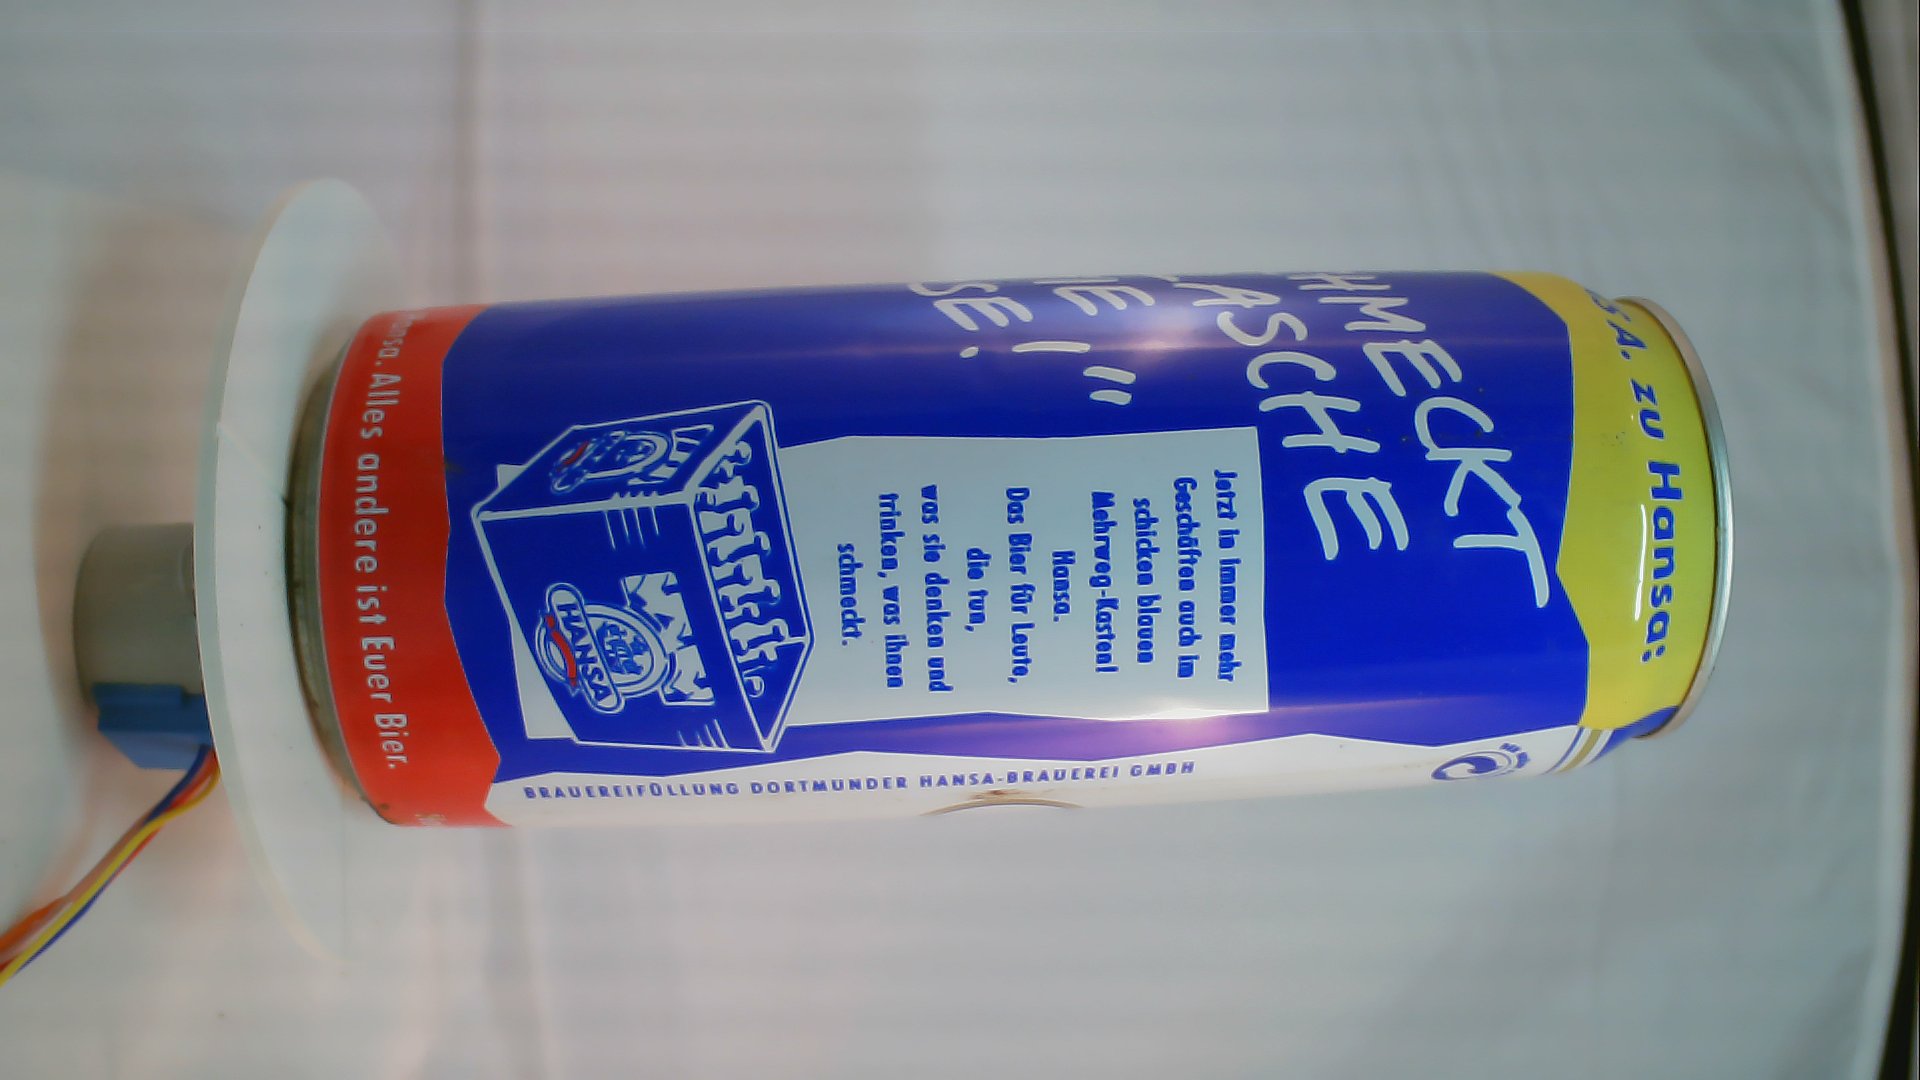 A. zu Hansa:
HMECKT
ASCHE
SE.
Jetzt in immer mehr
Geschäften auch im
schicken blauen
Mehrweg-Kasten!
Hansa.
Das Bier für Leute,
die tun,
was sie denken und
trinken, was ihnen
schmeckt.
HANSA
Hansa. Alles andere ist Euer Bier.
BRAUEREIFÜLLUNG DORTMUNDER HANSA-BRAUEREI GMBH